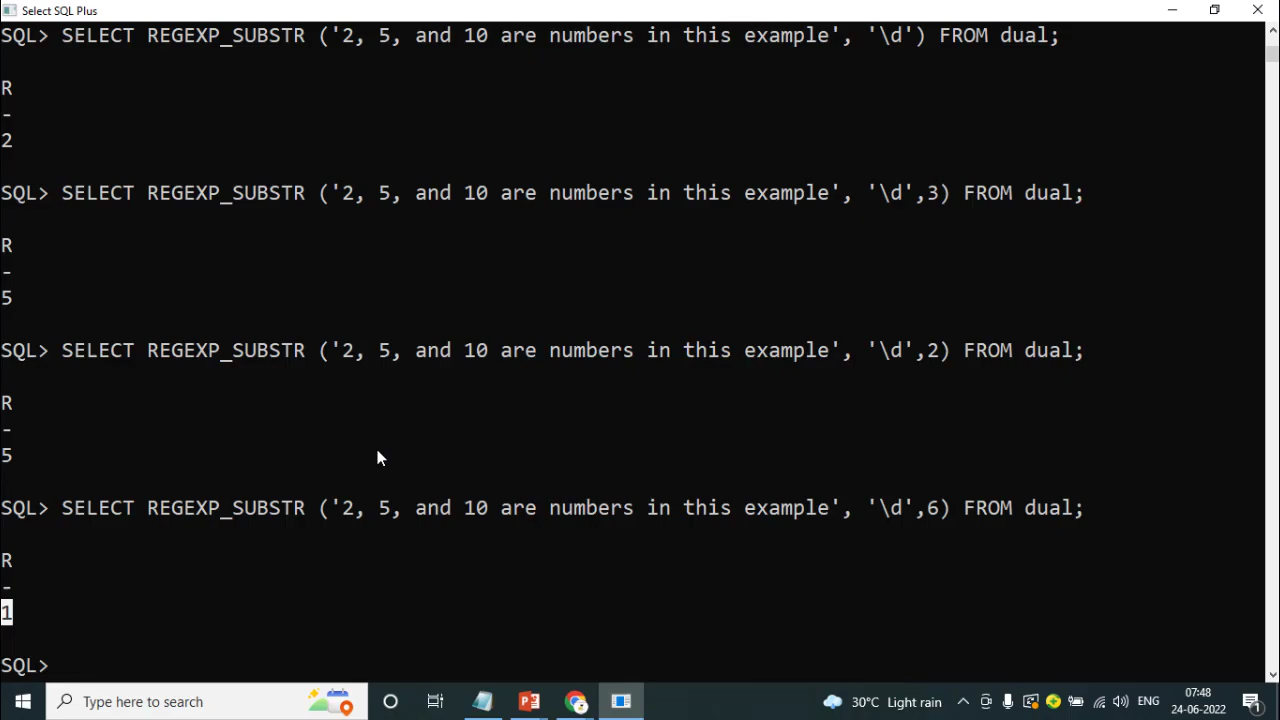 Select SQL Plus
SQL> SELECT REGEXP_SUBSTR ('2, 5, and 10 are numbers in this example', '\d') FROM dual;
R
-
2
SQL> SELECT REGEXP_SUBSTR ('2, 5, and 10 are numbers in this example', '\d',3) FROM dual;
R
-
5
SQL> SELECT REGEXP_SUBSTR ('2, 5, and 10 are numbers in this example', '\d',2) FROM dual;
R
-
5
SQL> SELECT REGEXP_SUBSTR ('2, 5, and 10 are numbers in this example', '\d',6) FROM dual;
R
-
1
SQL>
Type here to search
30°C Light rain
ENG
07:48
24-06-2022
1